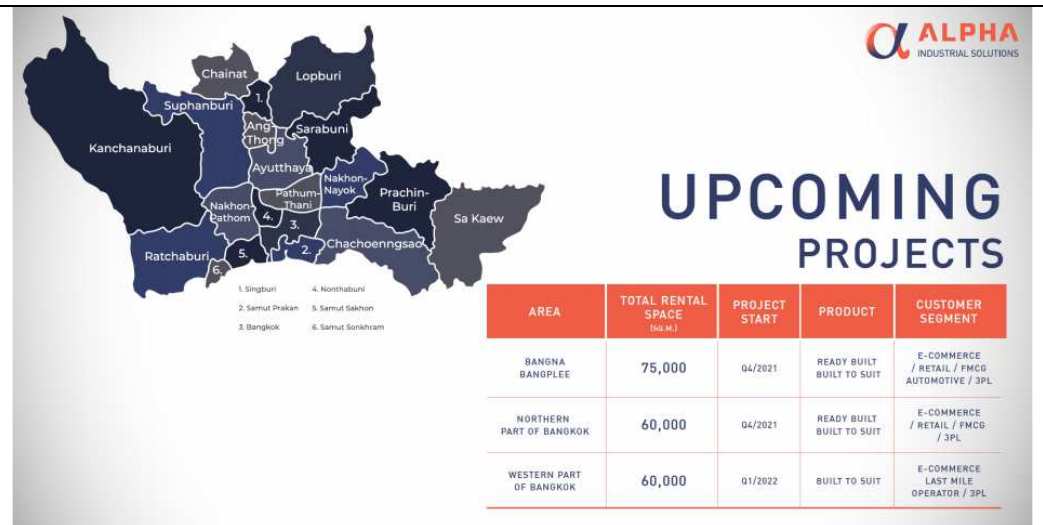 ALPHA
INDUSTRIAL SOLUTIONS
Chainat
Lopburi
1.
Suphanburi
Ang-
Thong
Sarabuni
Kanchanaburi
Ayutthaya
Nakhon-
Nayok
Pathum-
Thani
Prachin-
Buri
Nakhon-
Pathom
4.
3.
Sa Kaew
Ratchaburi
5.
2.
Chachoenngsao
6.
1. Singburi
4. Nonthabuni
2. Samut Prakan
5. Samut Sakhon
3. Bangkok
6. Samut Sonkhram
UPCOMING
PROJECTS
AREA
TOTAL RENTAL
SPACE
(SQ.M.)
PROJECT
START
PRODUCT
CUSTOMER
SEGMENT
BANGNA
BANGPLEE
75,000
Q4/2021
READY BUILT
BUILT TO SUIT
E-COMMERCE
/ RETAIL / FMCG
AUTOMOTIVE / 3PL
NORTHERN
PART OF BANGKOK
60,000
Q4/2021
READY BUILT
BUILT TO SUIT
E-COMMERCE
/ RETAIL / FMCG
/ 3PL
WESTERN PART
OF BANGKOK
60,000
Q1/2022
BUILT TO SUIT
E-COMMERCE
LAST MILE
OPERATOR / 3PL